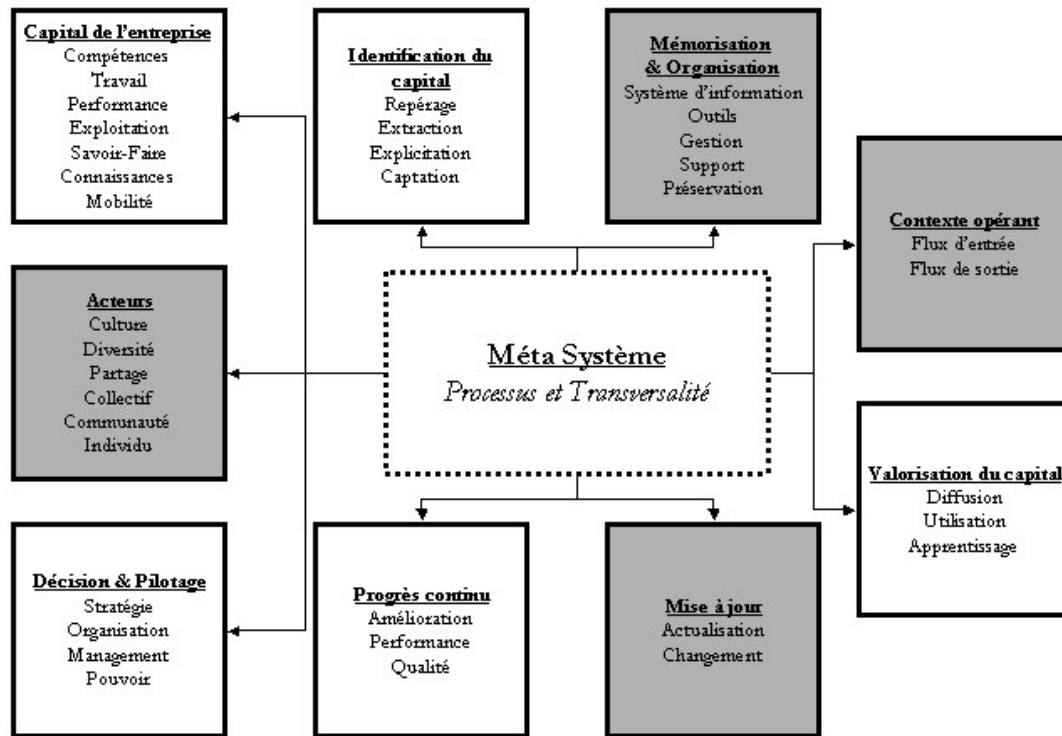 Capital de l'entreprise
Compétences
Travail
Performance
Exploitation
Savoir-Faire
Connaissances
Mobilité
Identification du
capital
Repérage
Extraction
Explicitation
Captation
Mémorisation
& Organisation
Système d'information
Outils
Gestion
Support
Préservation
Contexte opérant
Flux d'entrée
Flux de sortie
Acteurs
Culture
Diversité
Partage
Collectif
Communauté
Individu
Méta Système
Processus et Transversalité
Valorisation du capital
Diffusion
Utilisation
Apprentissage
Décision & Pilotage
Stratégie
Organisation
Management
Pouvoir
Progrès continu
Amélioration
Performance
Qualité
Mise à jour
Actualisation
Changement